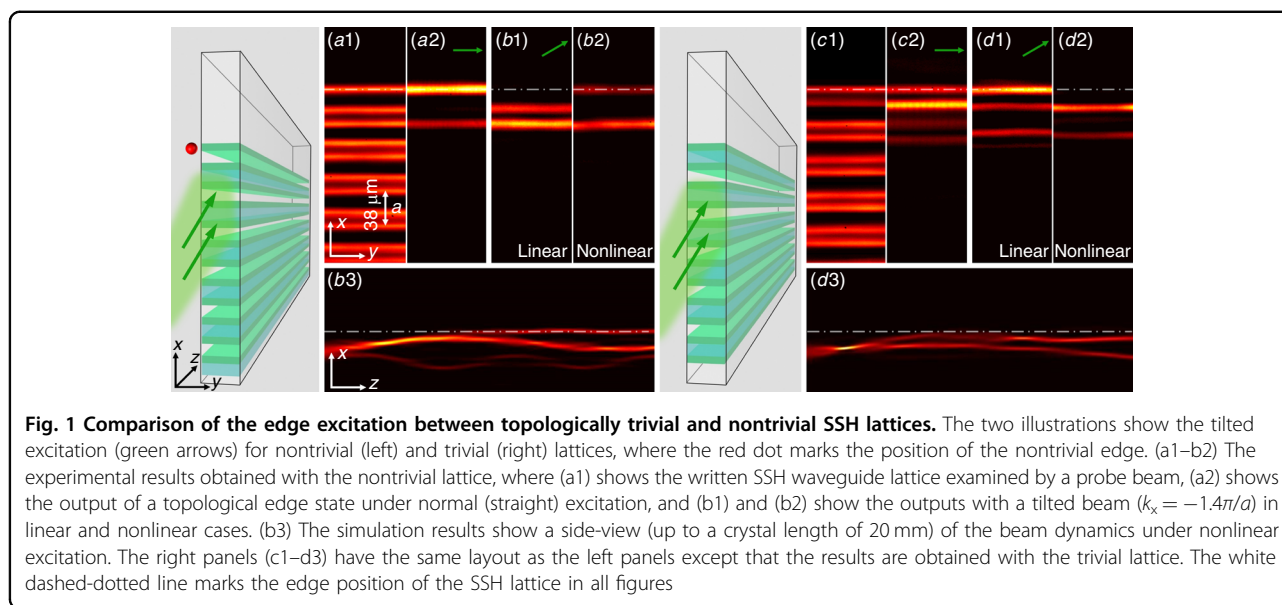 (a1) (a2) (b1) (b2) (c1) (c2) (d1) (d2)
38 μm
a
x
y
Linear
Nonlinear
Linear
Nonlinear
(b3)
(d3)
x
z
y
x
z
Fig. 1 Comparison of the edge excitation between topologically trivial and nontrivial SSH lattices. The two illustrations show the tilted
excitation (green arrows) for nontrivial (left) and trivial (right) lattices, where the red dot marks the position of the nontrivial edge. (a1–b2) The
experimental results obtained with the nontrivial lattice, where (a1) shows the written SSH waveguide lattice examined by a probe beam, (a2) shows
the output of a topological edge state under normal (straight) excitation, and (b1) and (b2) show the outputs with a tilted beam (kₓ = −1.4π/a) in
linear and nonlinear cases. (b3) The simulation results show a side-view (up to a crystal length of 20 mm) of the beam dynamics under nonlinear
excitation. The right panels (c1–d3) have the same layout as the left panels except that the results are obtained with the trivial lattice. The white
dashed-dotted line marks the edge position of the SSH lattice in all figures